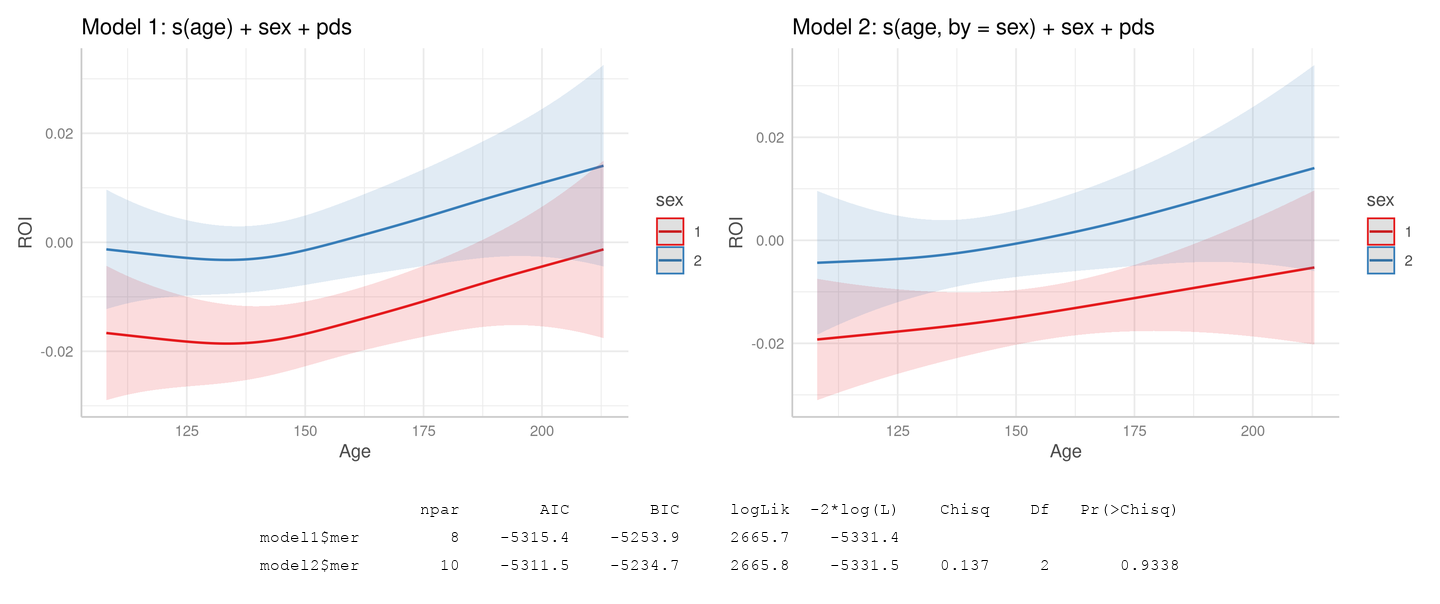 Model 1: s(age) + sex + pds
0.02
0.00
-0.02
ROI
125 150 175 200
Age
sex
1
2
Model 2: s(age, by = sex) + sex + pds
0.02
0.00
-0.02
ROI
125 150 175 200
Age
sex
1
2
npar AIC BIC logLik -2*log(L) Chisq Df Pr(>Chisq)
model1$mer 8 -5315.4 -5253.9 2665.7 -5331.4
model2$mer 10 -5311.5 -5234.7 2665.8 -5331.5 0.137 2 0.9338